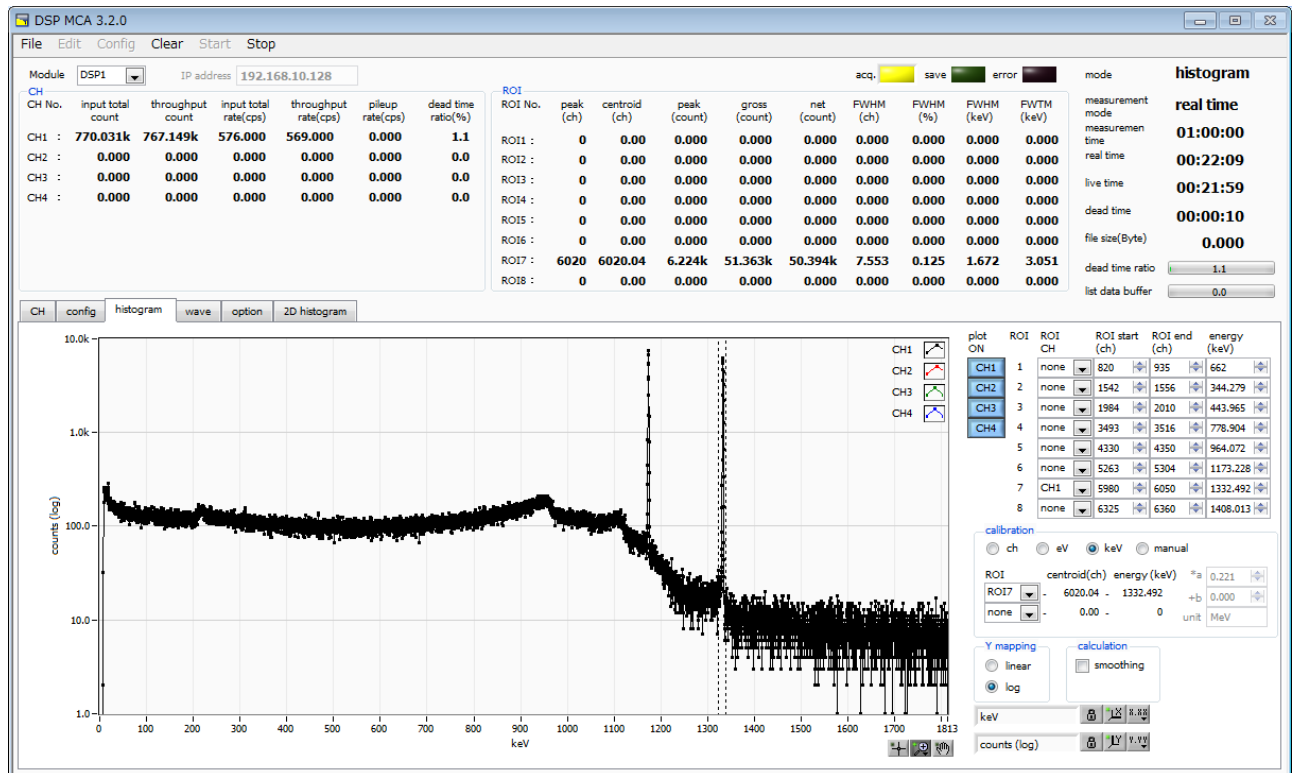 DSP MCA 3.2.0
File Edit Config Clear Start Stop
Module DSP1 IP address 192.168.10.128 acq. save error mode histogram
CH
CH No. input total count throughput count input total rate(cps) throughput rate(cps) pileup rate(cps) dead time ratio(%)
CH1 : 770.031k 767.149k 576.000 569.000 0.000 1.1
CH2 : 0.000 0.000 0.000 0.000 0.000 0.0
CH3 : 0.000 0.000 0.000 0.000 0.000 0.0
CH4 : 0.000 0.000 0.000 0.000 0.000 0.0
ROI
ROI No. peak (ch) centroid (ch) peak (count) gross (count) net (count) FWHM (ch) FWHM (%) FWHM (keV) FWTM (keV)
ROI1 : 0 0.00 0.000 0.000 0.000 0.000 0.000 0.000 0.000
ROI2 : 0 0.00 0.000 0.000 0.000 0.000 0.000 0.000 0.000
ROI3 : 0 0.00 0.000 0.000 0.000 0.000 0.000 0.000 0.000
ROI4 : 0 0.00 0.000 0.000 0.000 0.000 0.000 0.000 0.000
ROI5 : 0 0.00 0.000 0.000 0.000 0.000 0.000 0.000 0.000
ROI6 : 0 0.00 0.000 0.000 0.000 0.000 0.000 0.000 0.000
ROI7 : 6020 6020.04 6.224k 51.363k 50.394k 7.553 0.125 1.672 3.051
ROI8 : 0 0.00 0.000 0.000 0.000 0.000 0.000 0.000 0.000
measurement mode real time
measuremen time 01:00:00
real time 00:22:09
live time 00:21:59
dead time 00:00:10
file size(Byte) 0.000
dead time ratio 1.1
list data buffer 0.0
CH config histogram wave option 2D histogram
10.0k
1.0k
100.0
10.0
1.0
counts (log)
0 100 200 300 400 500 600 700 800 900 1000 1100 1200 1300 1400 1500 1600 1700 1813
keV
CH1
CH2
CH3
CH4
plot ON ROI ROI CH ROI start (ch) ROI end (ch) energy (keV)
CH1 1 none 820 935 662
CH2 2 none 1542 1556 344.279
CH3 3 none 1984 2010 443.965
CH4 4 none 3493 3516 778.904
5 none 4330 4350 964.072
6 none 5263 5304 1173.228
7 CH1 5980 6050 1332.492
8 none 6325 6360 1408.013
calibration
ch eV keV manual
ROI centroid(ch) energy (keV) *a 0.221
ROI7 - 6020.04 - 1332.492 +b 0.000
none - 0.00 - 0 unit MeV
Y mapping
linear
log
calculation
smoothing
keV X X.XX
counts (log) Y Y.YY